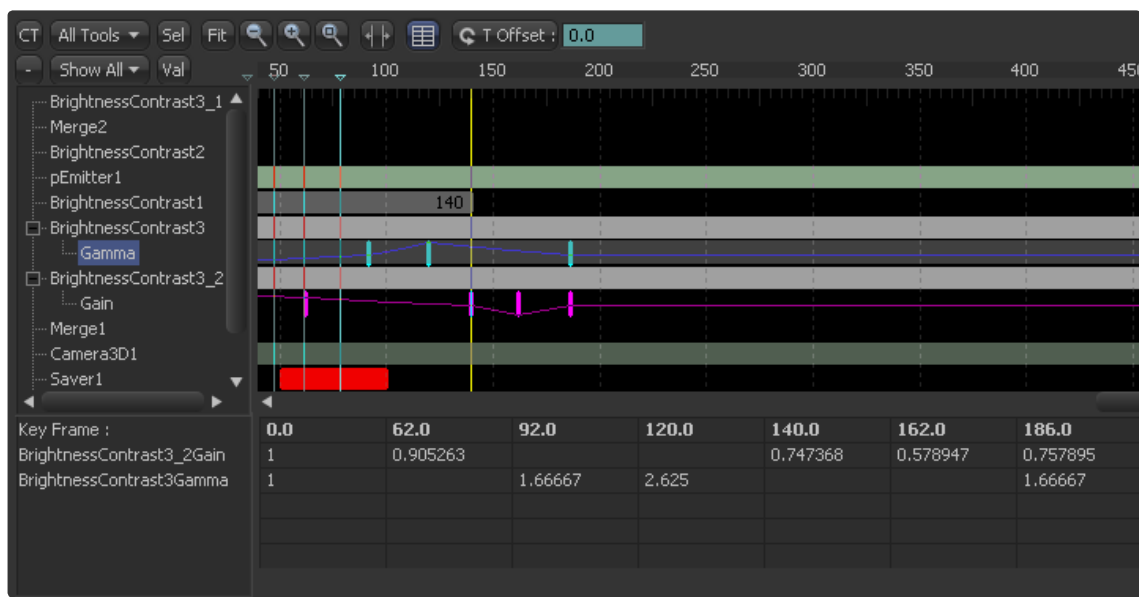 CT All Tools Sel Fit T Offset : 0.0
- Show All Val 50 100 150 200 250 300 350 400 450
BrightnessContrast3_1
Merge2
BrightnessContrast2
pEmitter1
BrightnessContrast1 140
BrightnessContrast3
Gamma
BrightnessContrast3_2
Gain
Merge1
Camera3D1
Saver1
Key Frame : 0.0 62.0 92.0 120.0 140.0 162.0 186.0
BrightnessContrast3_2Gain 1 0.905263 0.747368 0.578947 0.757895
BrightnessContrast3Gamma 1 1.66667 2.625 1.66667